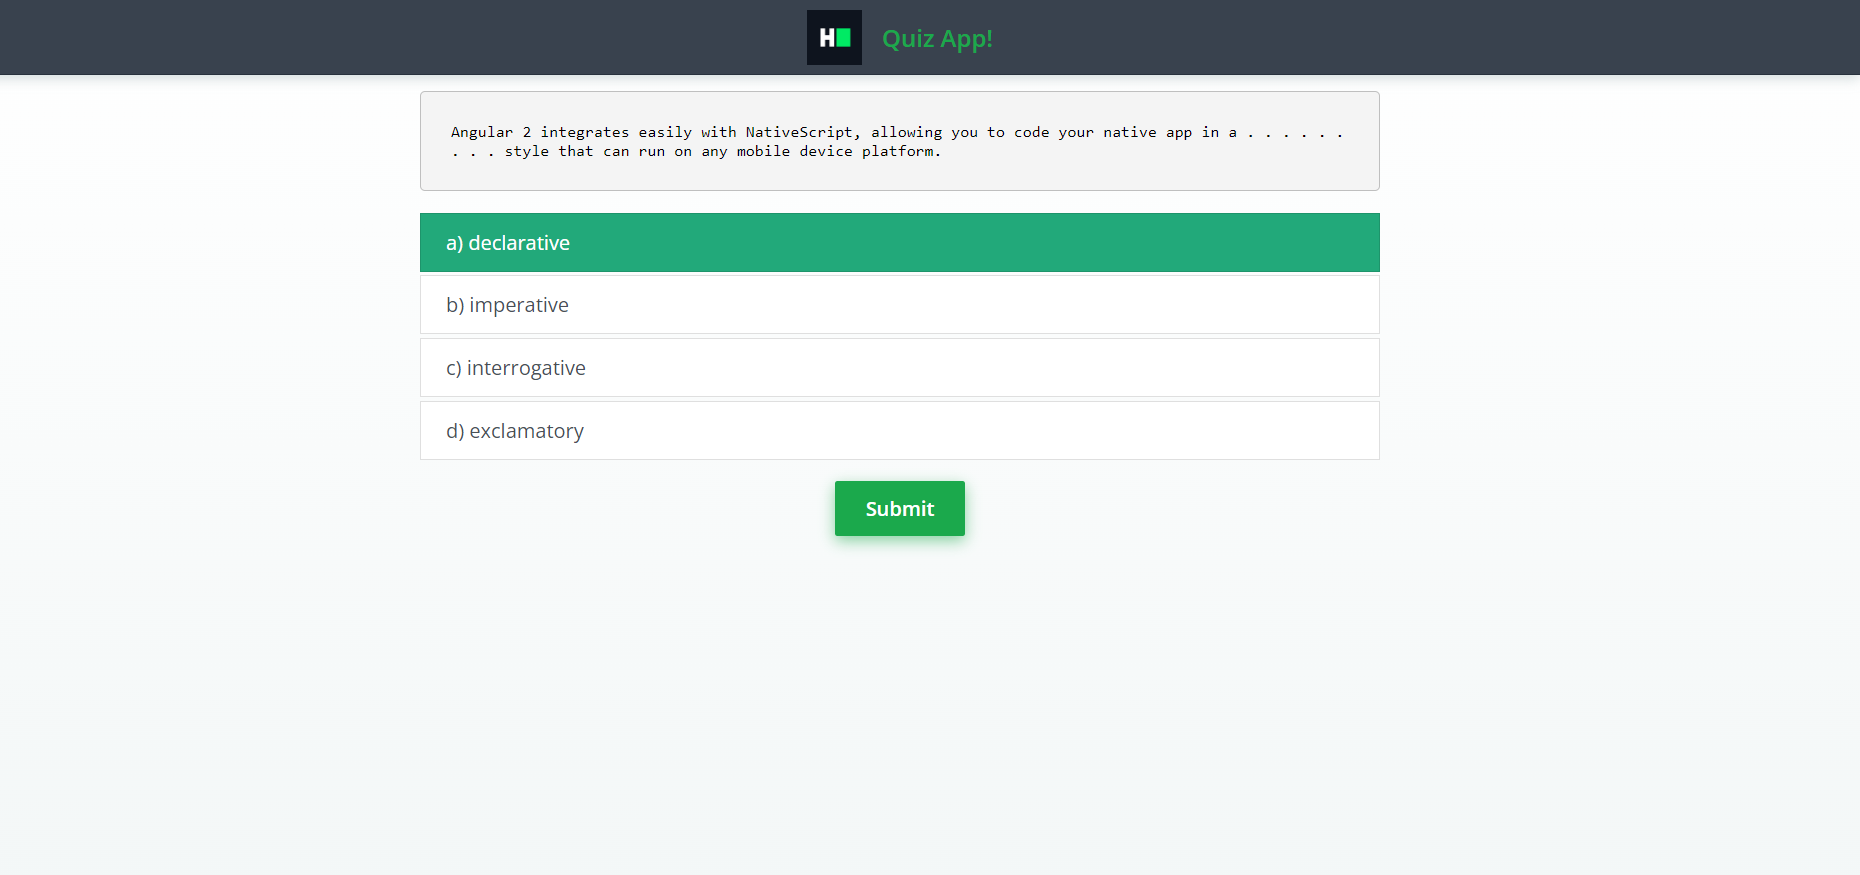 H
Quiz App!
Angular 2 integrates easily with NativeScript, allowing you to code your native app in a . . . . . .
. . . style that can run on any mobile device platform.
a) declarative
b) imperative
c) interrogative
d) exclamatory
Submit